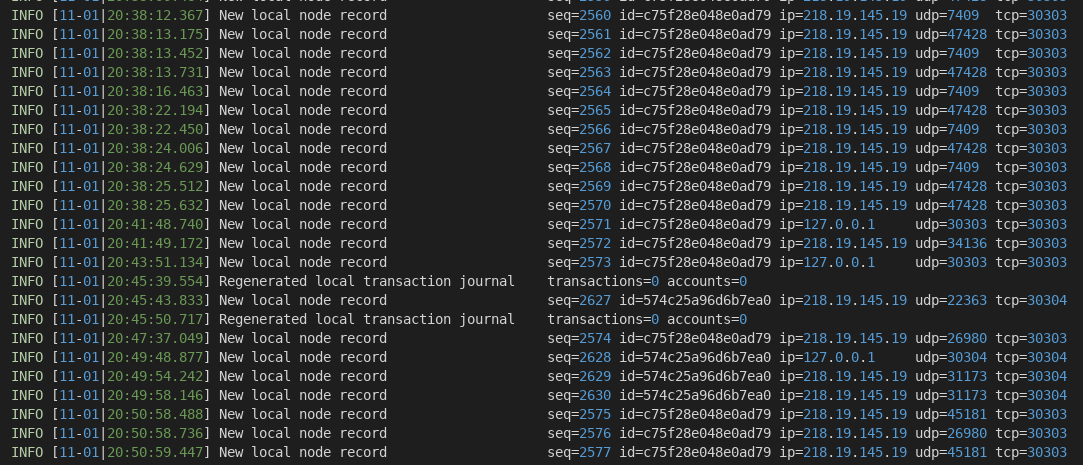 INFO [11-01|20:38:12.367] New local node record seq=2560 id=c75f28e048e0ad79 ip=218.19.145.19 udp=7409 tcp=30303
INFO [11-01|20:38:13.175] New local node record seq=2561 id=c75f28e048e0ad79 ip=218.19.145.19 udp=47428 tcp=30303
INFO [11-01|20:38:13.452] New local node record seq=2562 id=c75f28e048e0ad79 ip=218.19.145.19 udp=7409 tcp=30303
INFO [11-01|20:38:13.731] New local node record seq=2563 id=c75f28e048e0ad79 ip=218.19.145.19 udp=47428 tcp=30303
INFO [11-01|20:38:16.463] New local node record seq=2564 id=c75f28e048e0ad79 ip=218.19.145.19 udp=7409 tcp=30303
INFO [11-01|20:38:22.194] New local node record seq=2565 id=c75f28e048e0ad79 ip=218.19.145.19 udp=47428 tcp=30303
INFO [11-01|20:38:22.450] New local node record seq=2566 id=c75f28e048e0ad79 ip=218.19.145.19 udp=7409 tcp=30303
INFO [11-01|20:38:24.006] New local node record seq=2567 id=c75f28e048e0ad79 ip=218.19.145.19 udp=47428 tcp=30303
INFO [11-01|20:38:24.629] New local node record seq=2568 id=c75f28e048e0ad79 ip=218.19.145.19 udp=7409 tcp=30303
INFO [11-01|20:38:25.512] New local node record seq=2569 id=c75f28e048e0ad79 ip=218.19.145.19 udp=47428 tcp=30303
INFO [11-01|20:38:25.632] New local node record seq=2570 id=c75f28e048e0ad79 ip=218.19.145.19 udp=47428 tcp=30303
INFO [11-01|20:41:48.740] New local node record seq=2571 id=c75f28e048e0ad79 ip=127.0.0.1 udp=30303 tcp=30303
INFO [11-01|20:41:49.172] New local node record seq=2572 id=c75f28e048e0ad79 ip=218.19.145.19 udp=34136 tcp=30303
INFO [11-01|20:43:51.134] New local node record seq=2573 id=c75f28e048e0ad79 ip=127.0.0.1 udp=30303 tcp=30303
INFO [11-01|20:45:39.554] Regenerated local transaction journal transactions=0 accounts=0
INFO [11-01|20:45:43.833] New local node record seq=2627 id=574c25a96d6b7ea0 ip=218.19.145.19 udp=22363 tcp=30304
INFO [11-01|20:45:50.717] Regenerated local transaction journal transactions=0 accounts=0
INFO [11-01|20:47:37.049] New local node record seq=2574 id=c75f28e048e0ad79 ip=218.19.145.19 udp=26980 tcp=30303
INFO [11-01|20:49:48.877] New local node record seq=2628 id=574c25a96d6b7ea0 ip=127.0.0.1 udp=30304 tcp=30304
INFO [11-01|20:49:54.242] New local node record seq=2629 id=574c25a96d6b7ea0 ip=218.19.145.19 udp=31173 tcp=30304
INFO [11-01|20:49:58.146] New local node record seq=2630 id=574c25a96d6b7ea0 ip=218.19.145.19 udp=31173 tcp=30304
INFO [11-01|20:50:58.488] New local node record seq=2575 id=c75f28e048e0ad79 ip=218.19.145.19 udp=45181 tcp=30303
INFO [11-01|20:50:58.736] New local node record seq=2576 id=c75f28e048e0ad79 ip=218.19.145.19 udp=26980 tcp=30303
INFO [11-01|20:50:59.447] New local node record seq=2577 id=c75f28e048e0ad79 ip=218.19.145.19 udp=45181 tcp=30303